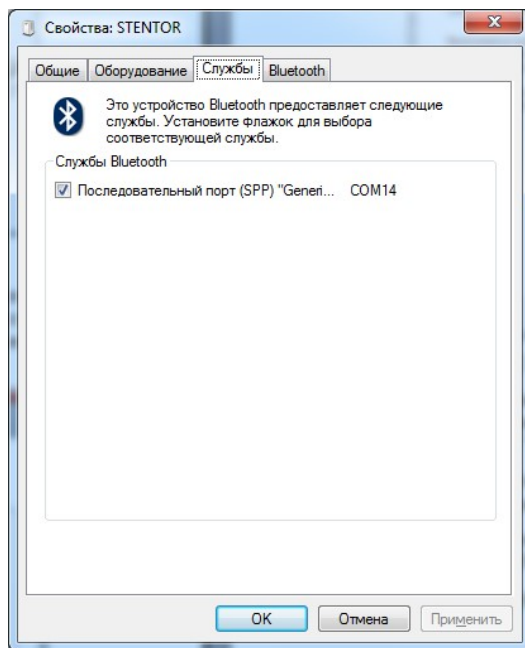 Свойства: STENTOR
Общие Оборудование Службы Bluetooth
Это устройство Bluetooth предоставляет следующие
службы. Установите флажок для выбора
соответствующей службы.
Службы Bluetooth
Последовательный порт (SPP) "Generi... COM14
OK Отмена Применить